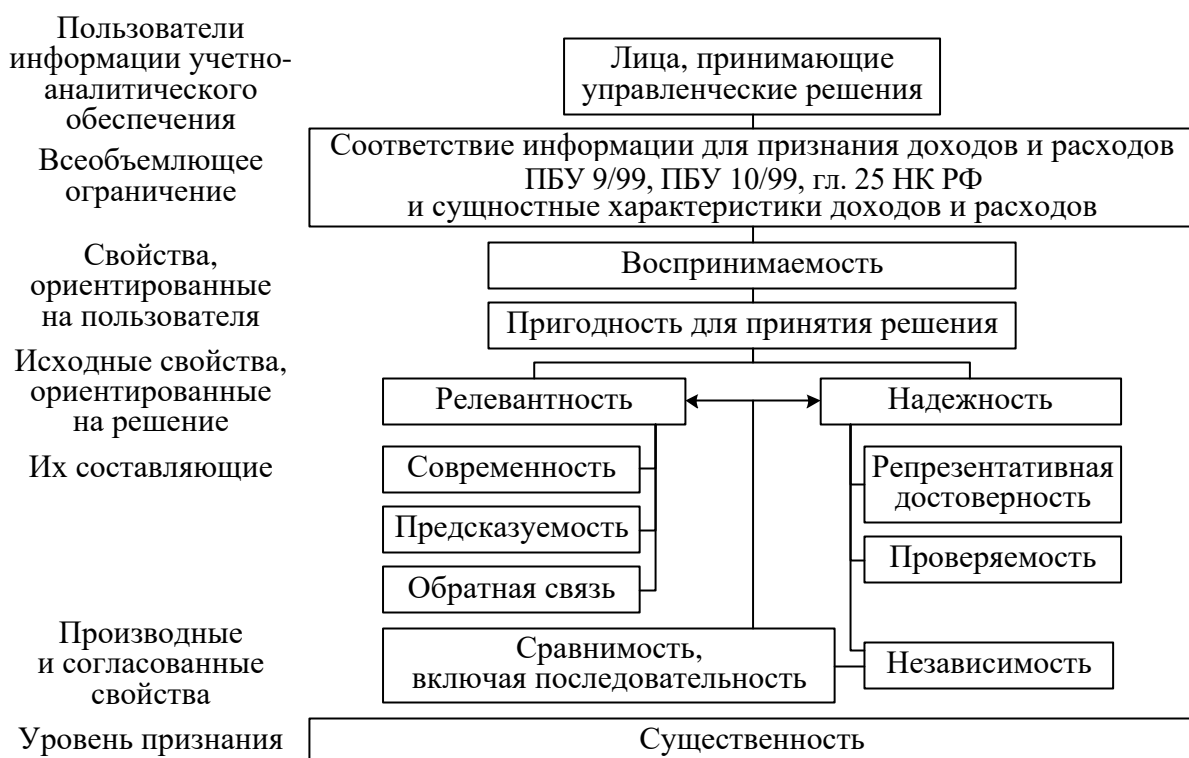 Пользователи
информации учетно-
аналитического
обеспечения
Лица, принимающие
управленческие решения
Всеобъемлющее
ограничение
Соответствие информации для признания доходов и расходов
ПБУ 9/99, ПБУ 10/99, гл. 25 НК РФ
и сущностные характеристики доходов и расходов
Свойства,
ориентированные
на пользователя
Воспринимаемость
Пригодность для принятия решения
Исходные свойства,
ориентированные
на решение
Релевантность
Надежность
Их составляющие
Современность
Предсказуемость
Обратная связь
Репрезентативная
достоверность
Проверяемость
Производные
и согласованные
свойства
Сравнимость,
включая последовательность
Независимость
Уровень признания
Существенность